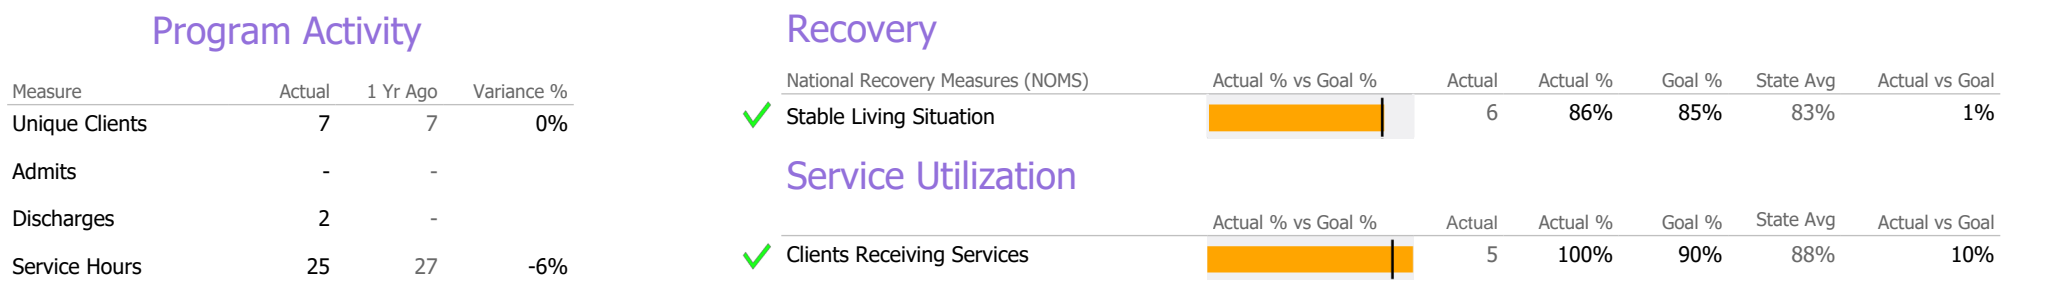 Program Activity
Measure Actual 1 Yr Ago Variance %
Unique Clients 7 7 0%
Admits - -
Discharges 2 -
Service Hours 25 27 -6%
Recovery
National Recovery Measures (NOMS) Actual % vs Goal % Actual Actual % Goal % State Avg Actual vs Goal
Stable Living Situation 6 86% 85% 83% 1%
Service Utilization
Actual % vs Goal % Actual Actual % Goal % State Avg Actual vs Goal
Clients Receiving Services 5 100% 90% 88% 10%